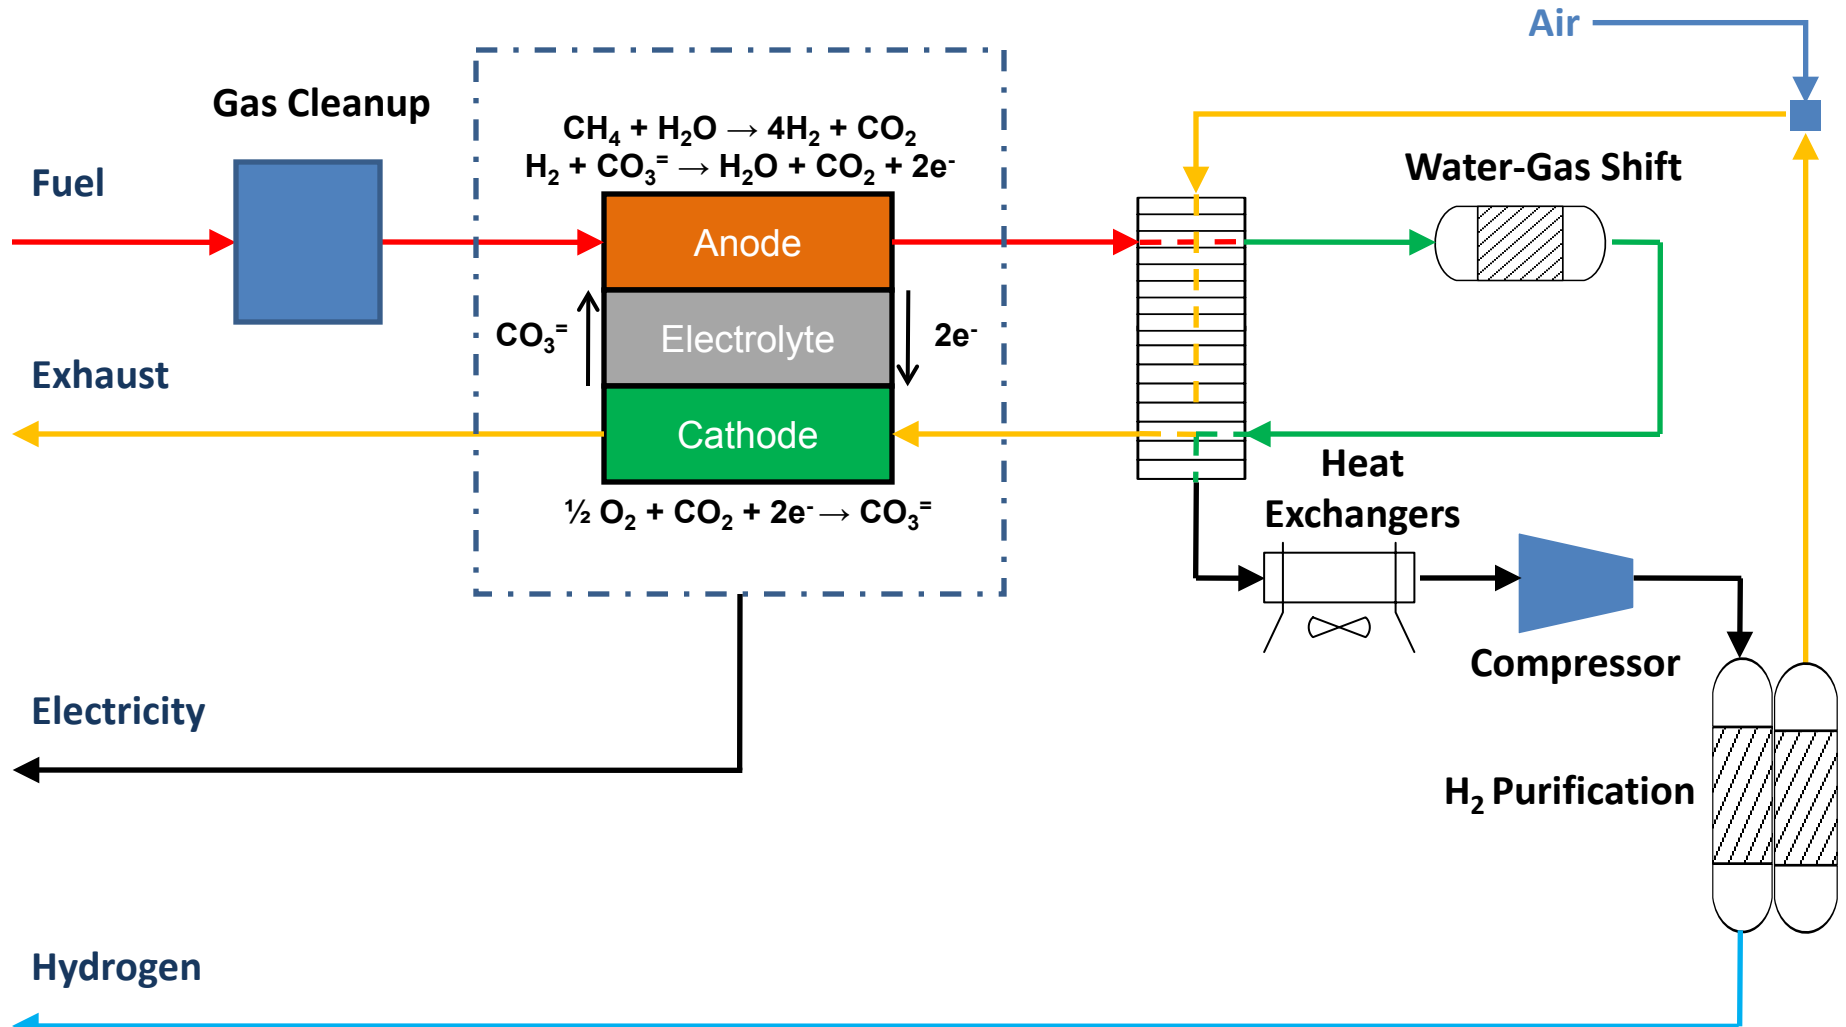 Air
Gas Cleanup
CH₄ + H₂O → 4H₂ + CO₂
H₂ + CO₃⁼ → H₂O + CO₂ + 2e⁻
Water-Gas Shift
Fuel
Anode
CO₃⁼
Electrolyte
2e⁻
Exhaust
Cathode
½ O₂ + CO₂ + 2e⁻ → CO₃⁼
Heat
Exchangers
Compressor
Electricity
H₂ Purification
Hydrogen